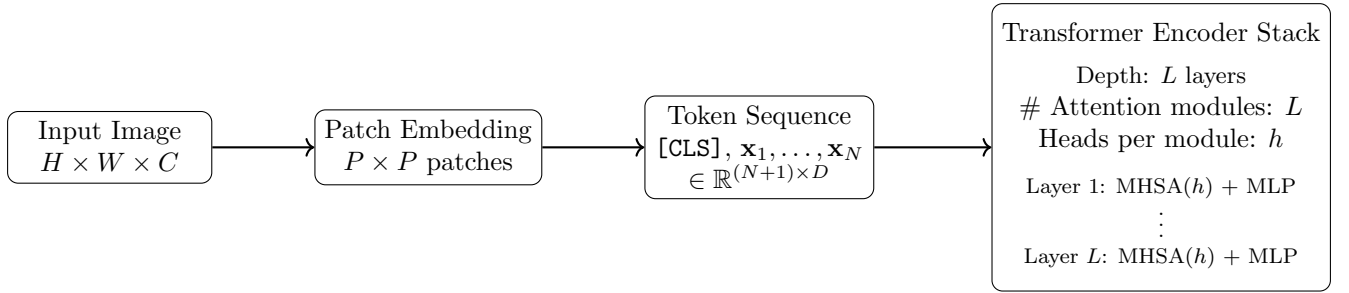 Input Image
H × W × C
Patch Embedding
P × P patches
Token Sequence
[CLS], x₁, . . . , x_N
∈ ℝ^{(N+1)×D}
Transformer Encoder Stack
Depth: L layers
# Attention modules: L
Heads per module: h
Layer 1: MHSA(h) + MLP
⋮
Layer L: MHSA(h) + MLP